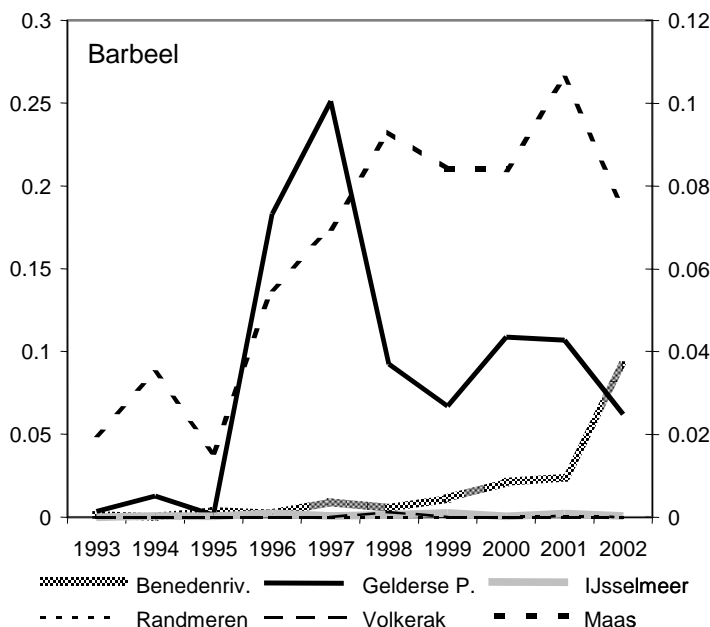 0.3 0.12
Barbeel
0.25 0.1
0.2 0.08
0.15 0.06
0.1 0.04
0.05 0.02
0 0
1993 1994 1995 1996 1997 1998 1999 2000 2001 2002
Benedenriv. Gelderse P. IJsselmeer
Randmeren Volkerak Maas